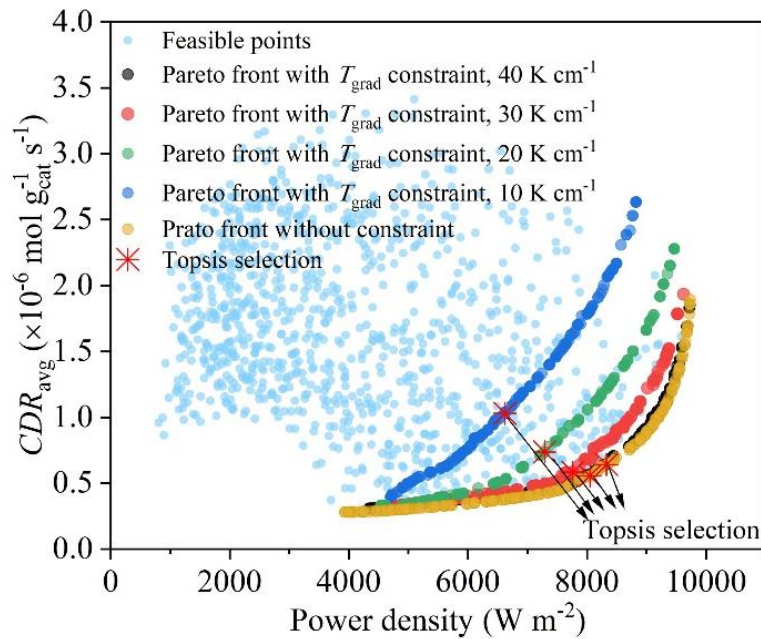 4.0
3.5
3.0
2.5
2.0
1.5
1.0
0.5
0.0
CDRavg (×10⁻⁶ mol g⁻¹cat s⁻¹)
Feasible points
Pareto front with Tgrad constraint, 40 K cm⁻¹
Pareto front with Tgrad constraint, 30 K cm⁻¹
Pareto front with Tgrad constraint, 20 K cm⁻¹
Pareto front with Tgrad constraint, 10 K cm⁻¹
Prato front without constraint
Topsis selection
Topsis selection
0 2000 4000 6000 8000 10000
Power density (W m⁻²)